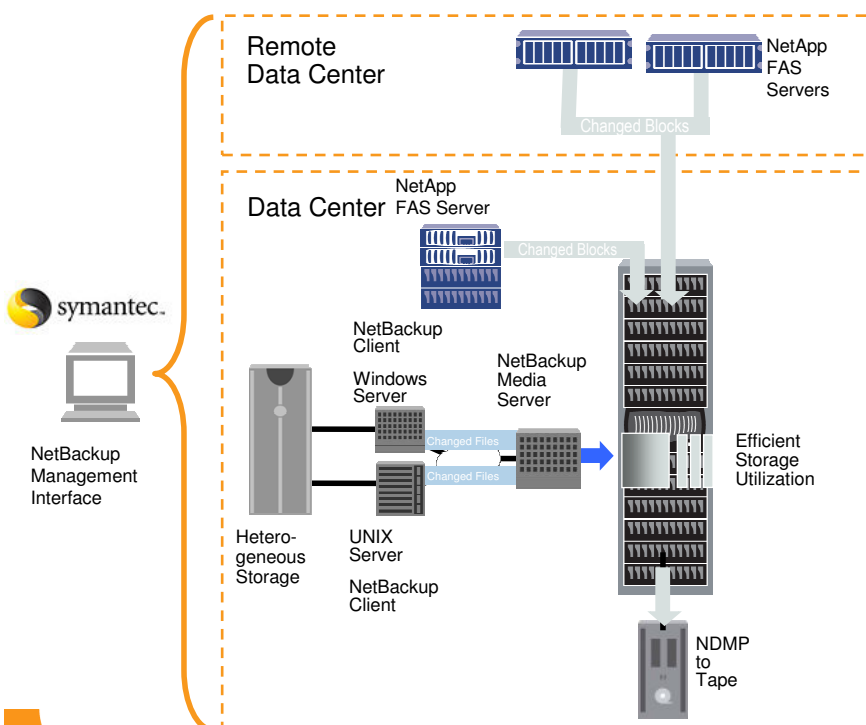 Remote
Data Center
NetApp
FAS
Servers
Changed Blocks
Data Center
NetApp
FAS Server
Changed Blocks
symantec.
NetBackup
Management
Interface
NetBackup
Client
Windows
Server
NetBackup
Media
Server
Changed Files
Changed Files
Efficient
Storage
Utilization
Hetero-
geneous
Storage
UNIX
Server
NetBackup
Client
NDMP
to
Tape